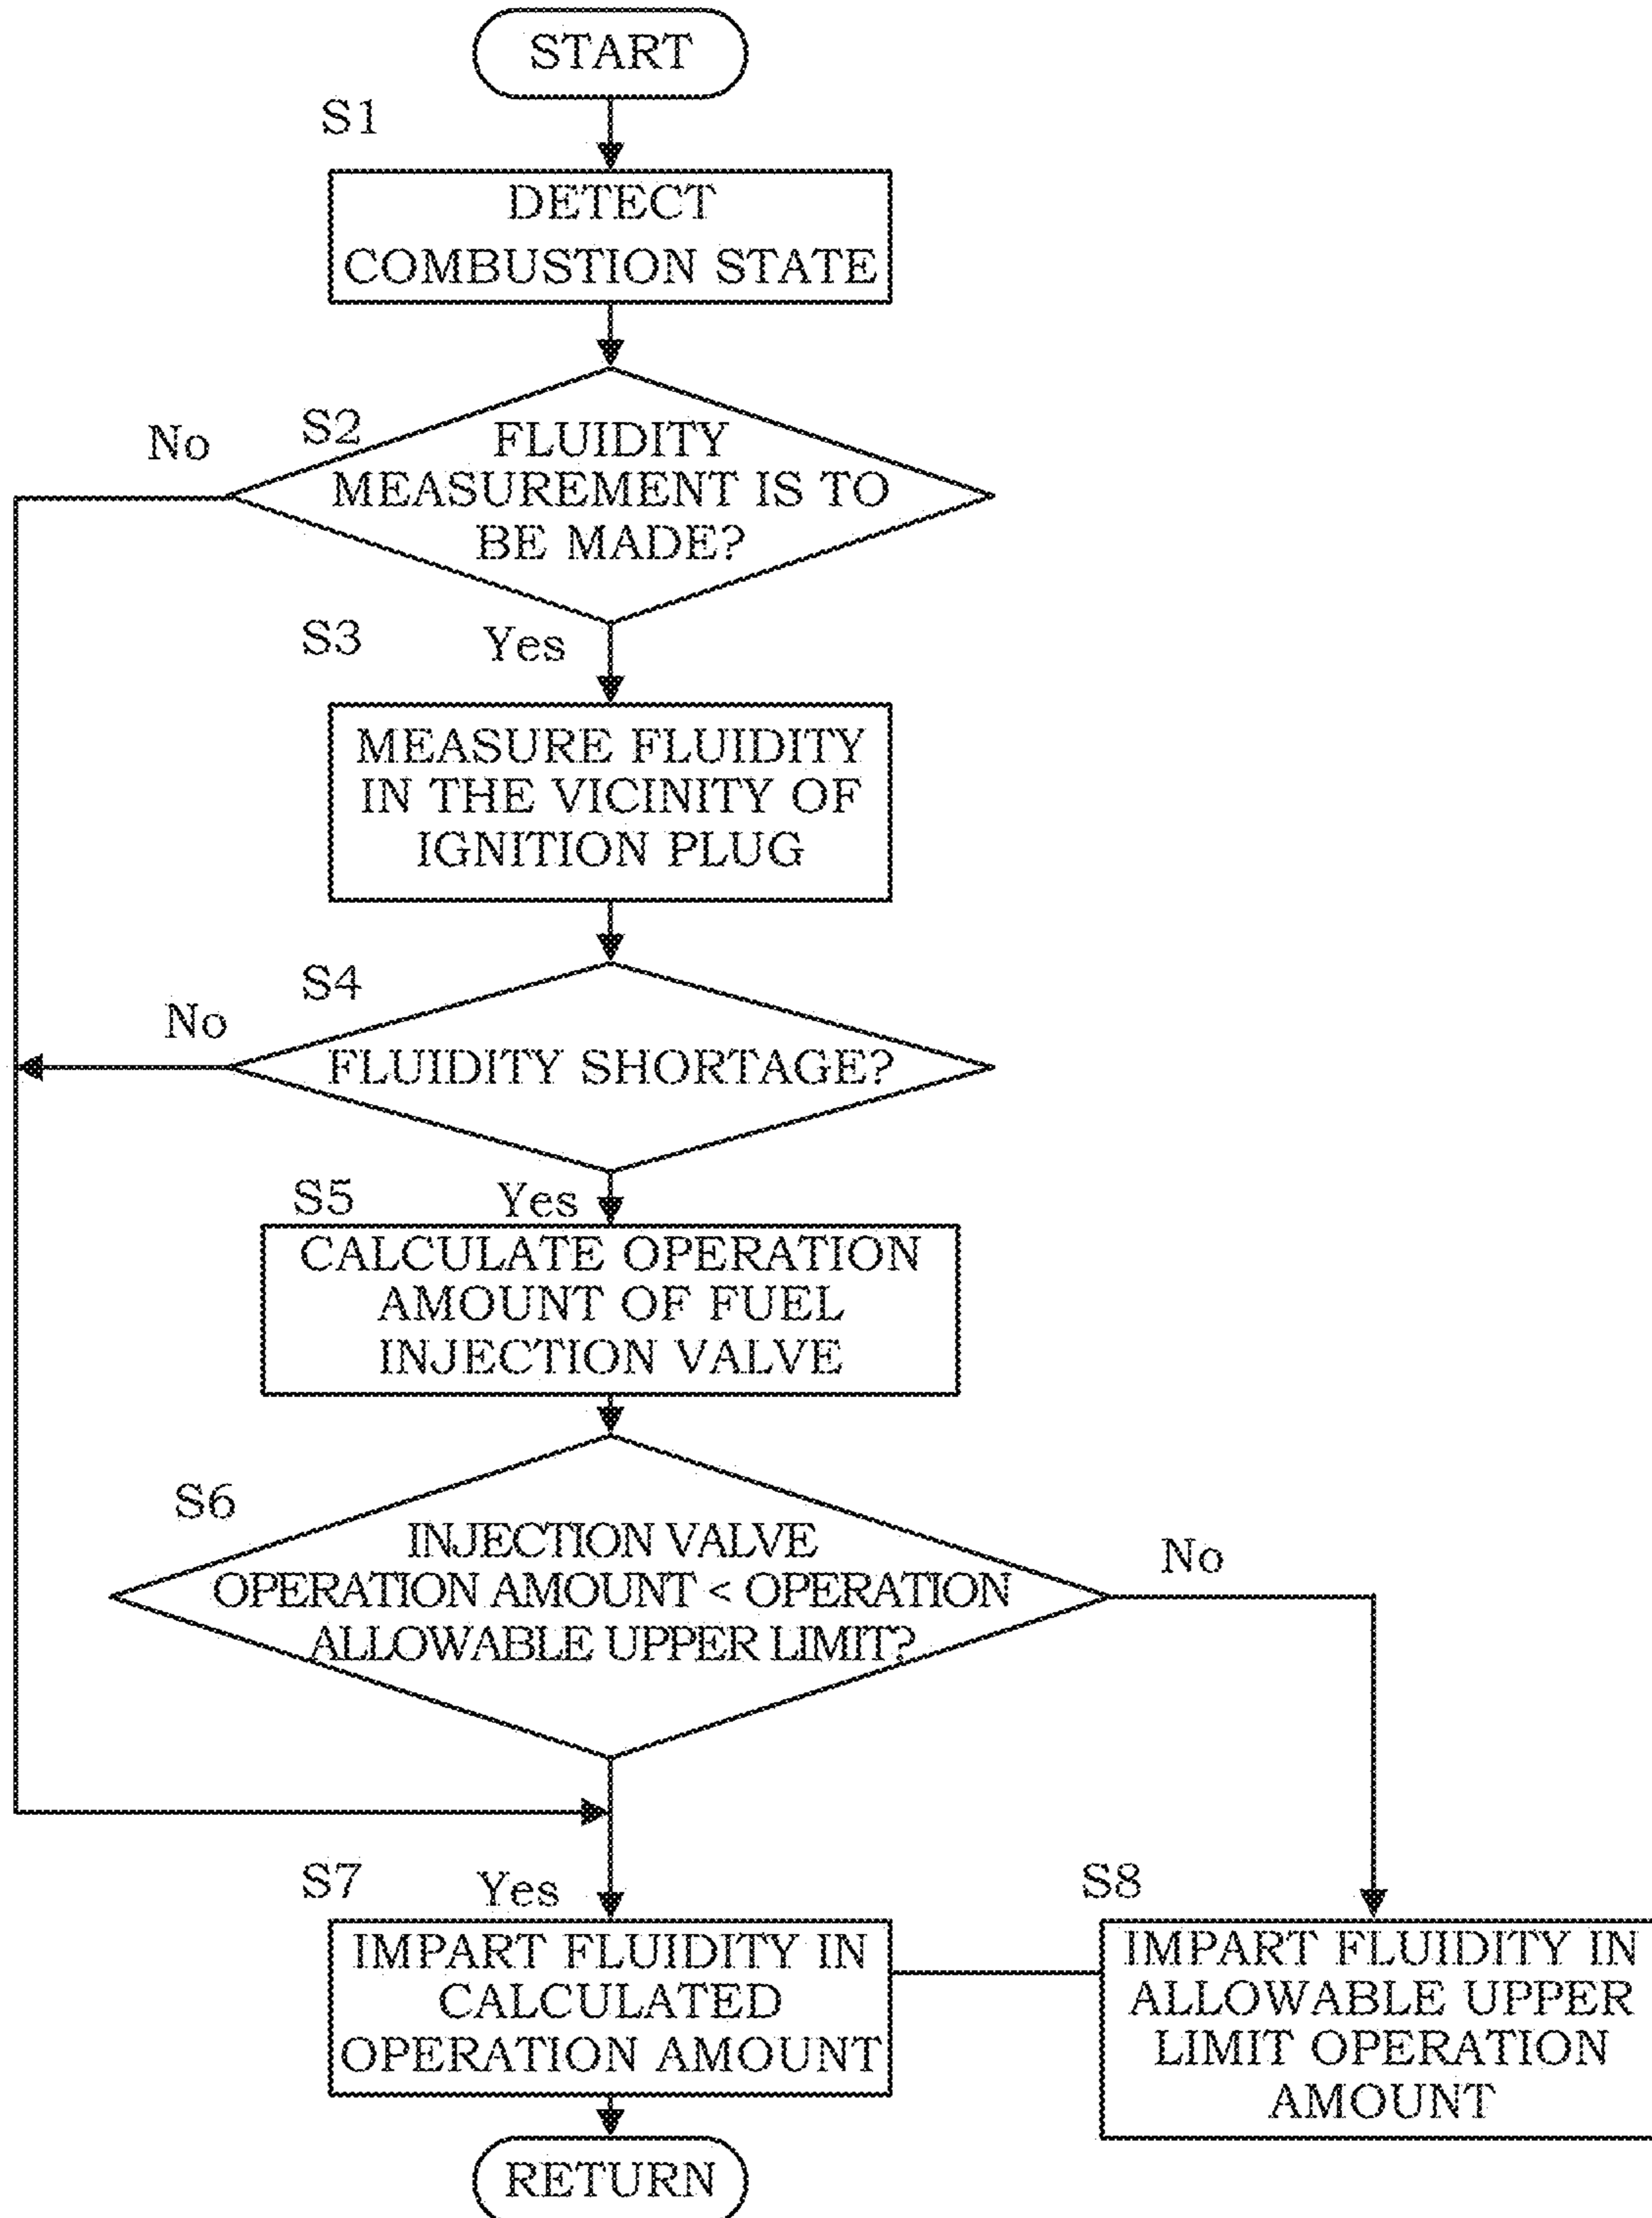 START
S1
DETECT
COMBUSTION STATE
S2
No
FLUIDITY
MEASUREMENT IS TO
BE MADE?
S3
Yes
MEASURE FLUIDITY
IN THE VICINITY OF
IGNITION PLUG
S4
No
FLUIDITY SHORTAGE?
S5
Yes
CALCULATE OPERATION
AMOUNT OF FUEL
INJECTION VALVE
S6
INJECTION VALVE
OPERATION AMOUNT < OPERATION
ALLOWABLE UPPER LIMIT?
No
S7
Yes
IMPART FLUIDITY IN
CALCULATED
OPERATION AMOUNT
S8
IMPART FLUIDITY IN
ALLOWABLE UPPER
LIMIT OPERATION
AMOUNT
RETURN